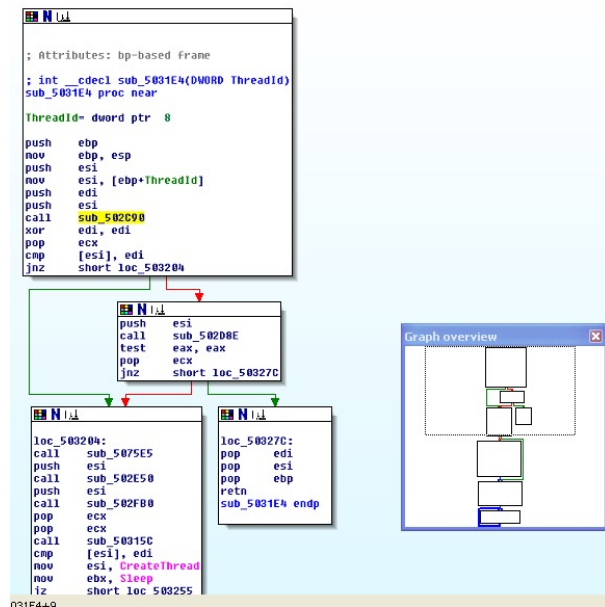 ; Attributes: bp-based frame
; int __cdecl sub_5031E4(DWORD ThreadId)
sub_5031E4 proc near
ThreadId= dword ptr 8
push ebp
mov ebp, esp
push esi
mov esi, [ebp+ThreadId]
push edi
push esi
call sub_502C90
xor edi, edi
pop ecx
cmp [esi], edi
jnz short loc_503204
push esi
call sub_502D8E
test eax, eax
pop ecx
jnz short loc_50327C
loc_503204:
call sub_5075E5
push esi
call sub_502E50
push esi
call sub_502FB0
pop ecx
pop ecx
call sub_50315C
cmp [esi], edi
mov esi, CreateThread
mov ebx, Sleep
jz short loc_503255
loc_50327C:
pop edi
pop esi
pop ebp
retn
sub_5031E4 endp
Graph overview
031E4+9